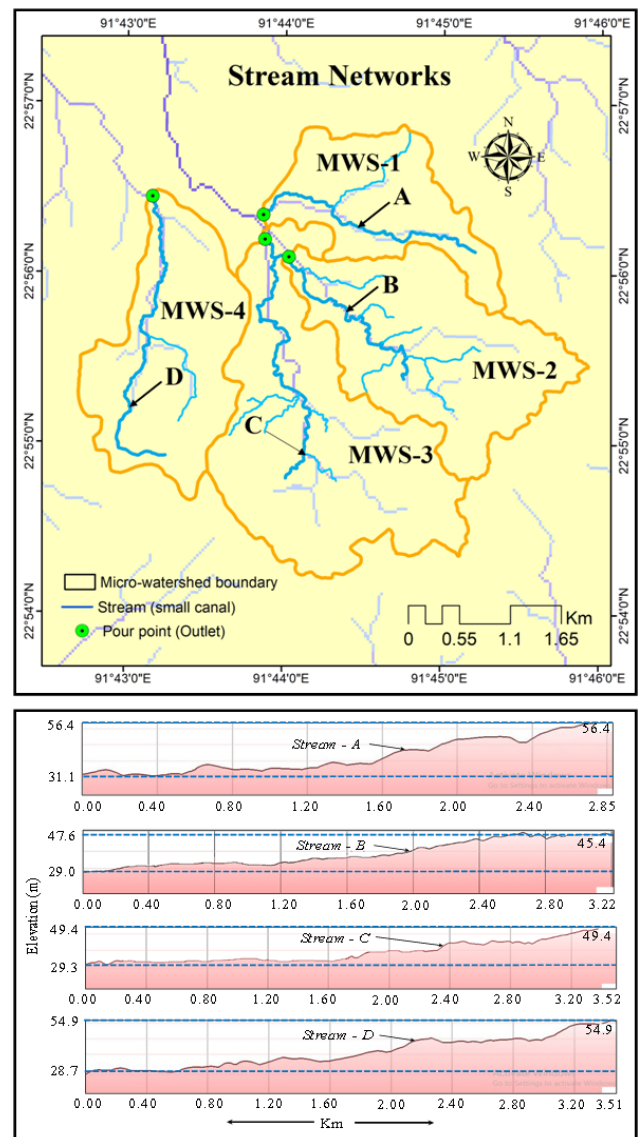 91°43'0"E 91°44'0"E 91°45'0"E 91°46'0"E
Stream Networks
22°57'0"N 22°57'0"N
N
W E
S
MWS-1
A
22°56'0"N 22°56'0"N
B
MWS-4
MWS-2
D
C
MWS-3
22°55'0"N 22°55'0"N
Micro-watershed boundary
Stream (small canal)
Pour point (Outlet)
Km
0 0.55 1.1 1.65
22°54'0"N 22°54'0"N
91°43'0"E 91°44'0"E 91°45'0"E 91°46'0"E
Elevation (m)
56.4 56.4
Stream - A
31.1
Go to Settings to activate Windows
0.00 0.40 0.80 1.20 1.60 2.00 2.40 2.85
47.6 45.4
Stream - B
29.0
0.00 0.40 0.80 1.20 2.00 2.40 2.80 3.22
49.4 49.4
Stream - C
29.3
0.00 0.40 0.80 1.20 2.00 2.40 2.80 3.20 3.52
54.9 54.9
Stream - D
28.7
0.00 0.40 0.80 1.20 1.60 2.00 2.40 2.80 3.20 3.51
Km